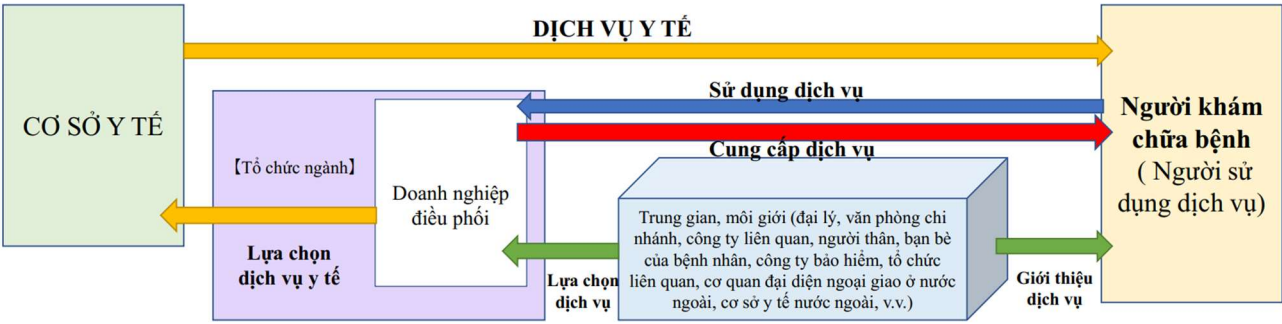 DỊCH VỤ Y TẾ
CƠ SỞ Y TẾ
Sử dụng dịch vụ
Cung cấp dịch vụ
Người khám
chữa bệnh
( Người sử
dụng dịch vụ)
【Tổ chức ngành】
Doanh nghiệp
điều phối
Lựa chọn
dịch vụ y tế
Trung gian, môi giới (đại lý, văn phòng chi
nhánh, công ty liên quan, người thân, bạn bè
của bệnh nhân, công ty bảo hiểm, tổ chức
liên quan, cơ quan đại diện ngoại giao ở nước
ngoài, cơ sở y tế nước ngoài, v.v.)
Lựa chọn
dịch vụ
Giới thiệu
dịch vụ